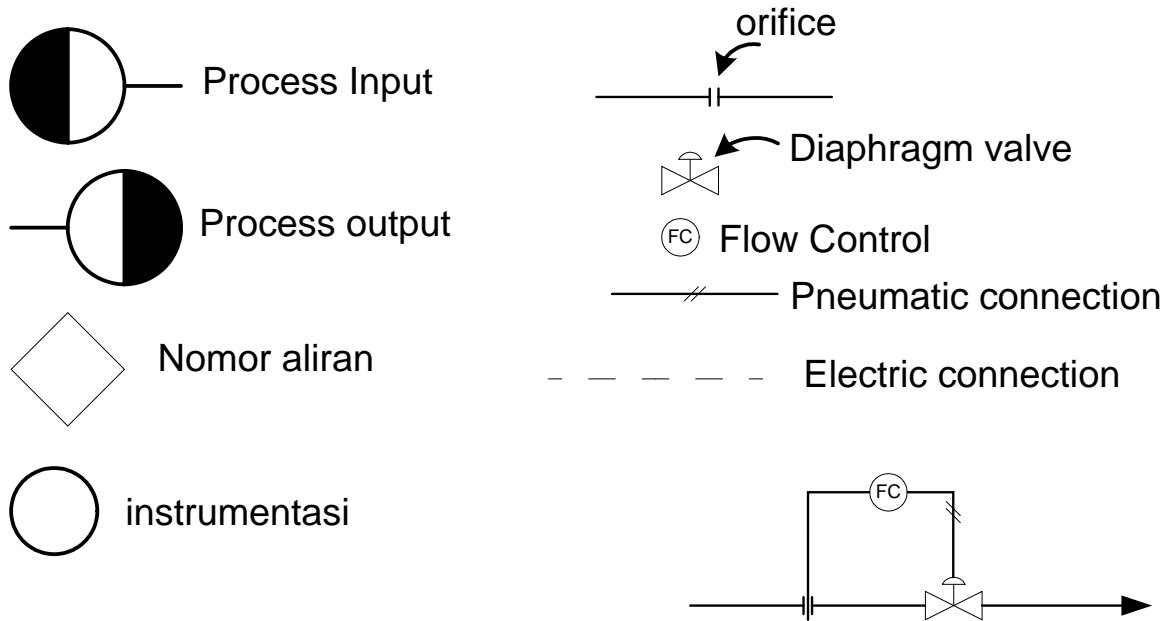 Process Input
Process output
Nomor aliran
instrumentasi
orifice
Diaphragm valve
FC Flow Control
Pneumatic connection
Electric connection
FC